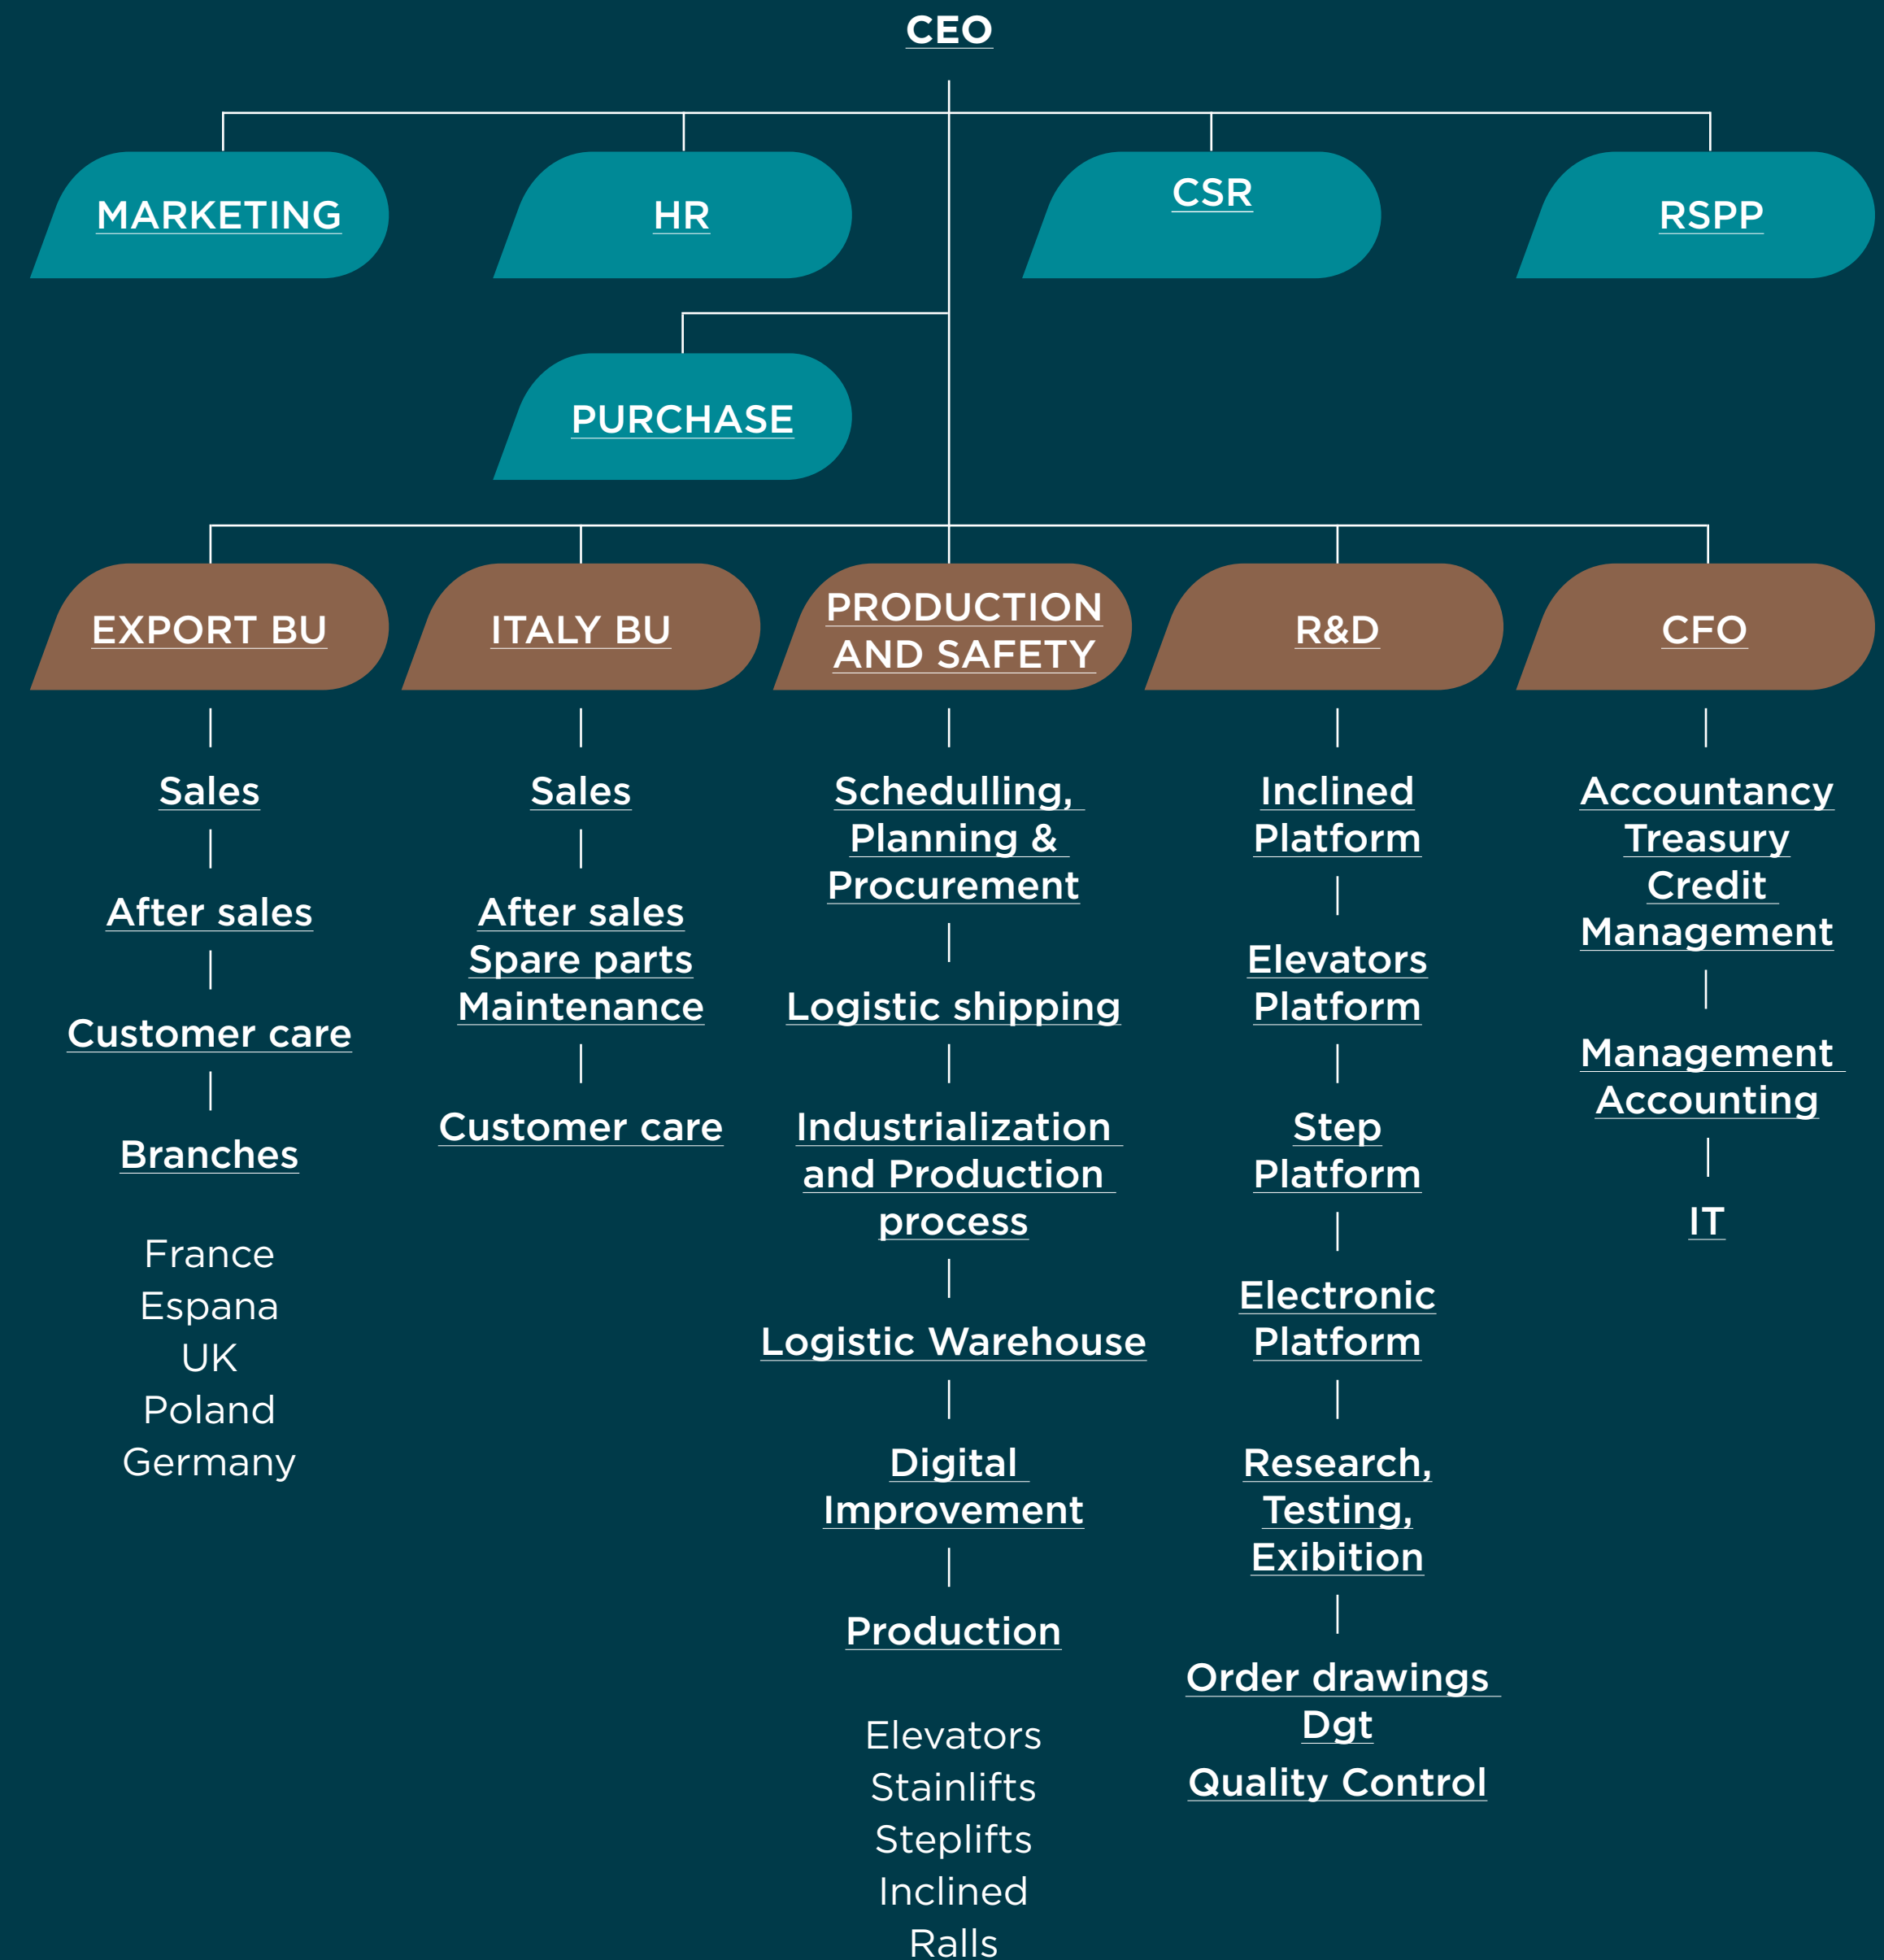 CEO
MARKETING
HR
CSR
RSPP
PURCHASE
EXPORT BU
ITALY BU
PRODUCTION
AND SAFETY
R&D
CFO
Sales
After sales
Customer care
Branches
France
Espana
UK
Poland
Germany
Sales
After sales
Spare parts
Maintenance
Customer care
Schedulling,
Planning &
Procurement
Logistic shipping
Industrialization
and Production
process
Logistic Warehouse
Digital
Improvement
Production
Elevators
Stainlifts
Steplifts
Inclined
Ralls
Inclined
Platform
Elevators
Platform
Step
Platform
Electronic
Platform
Research,
Testing,
Exibition
Order drawings
Dgt
Quality Control
Accountancy
Treasury
Credit
Management
Management
Accounting
IT